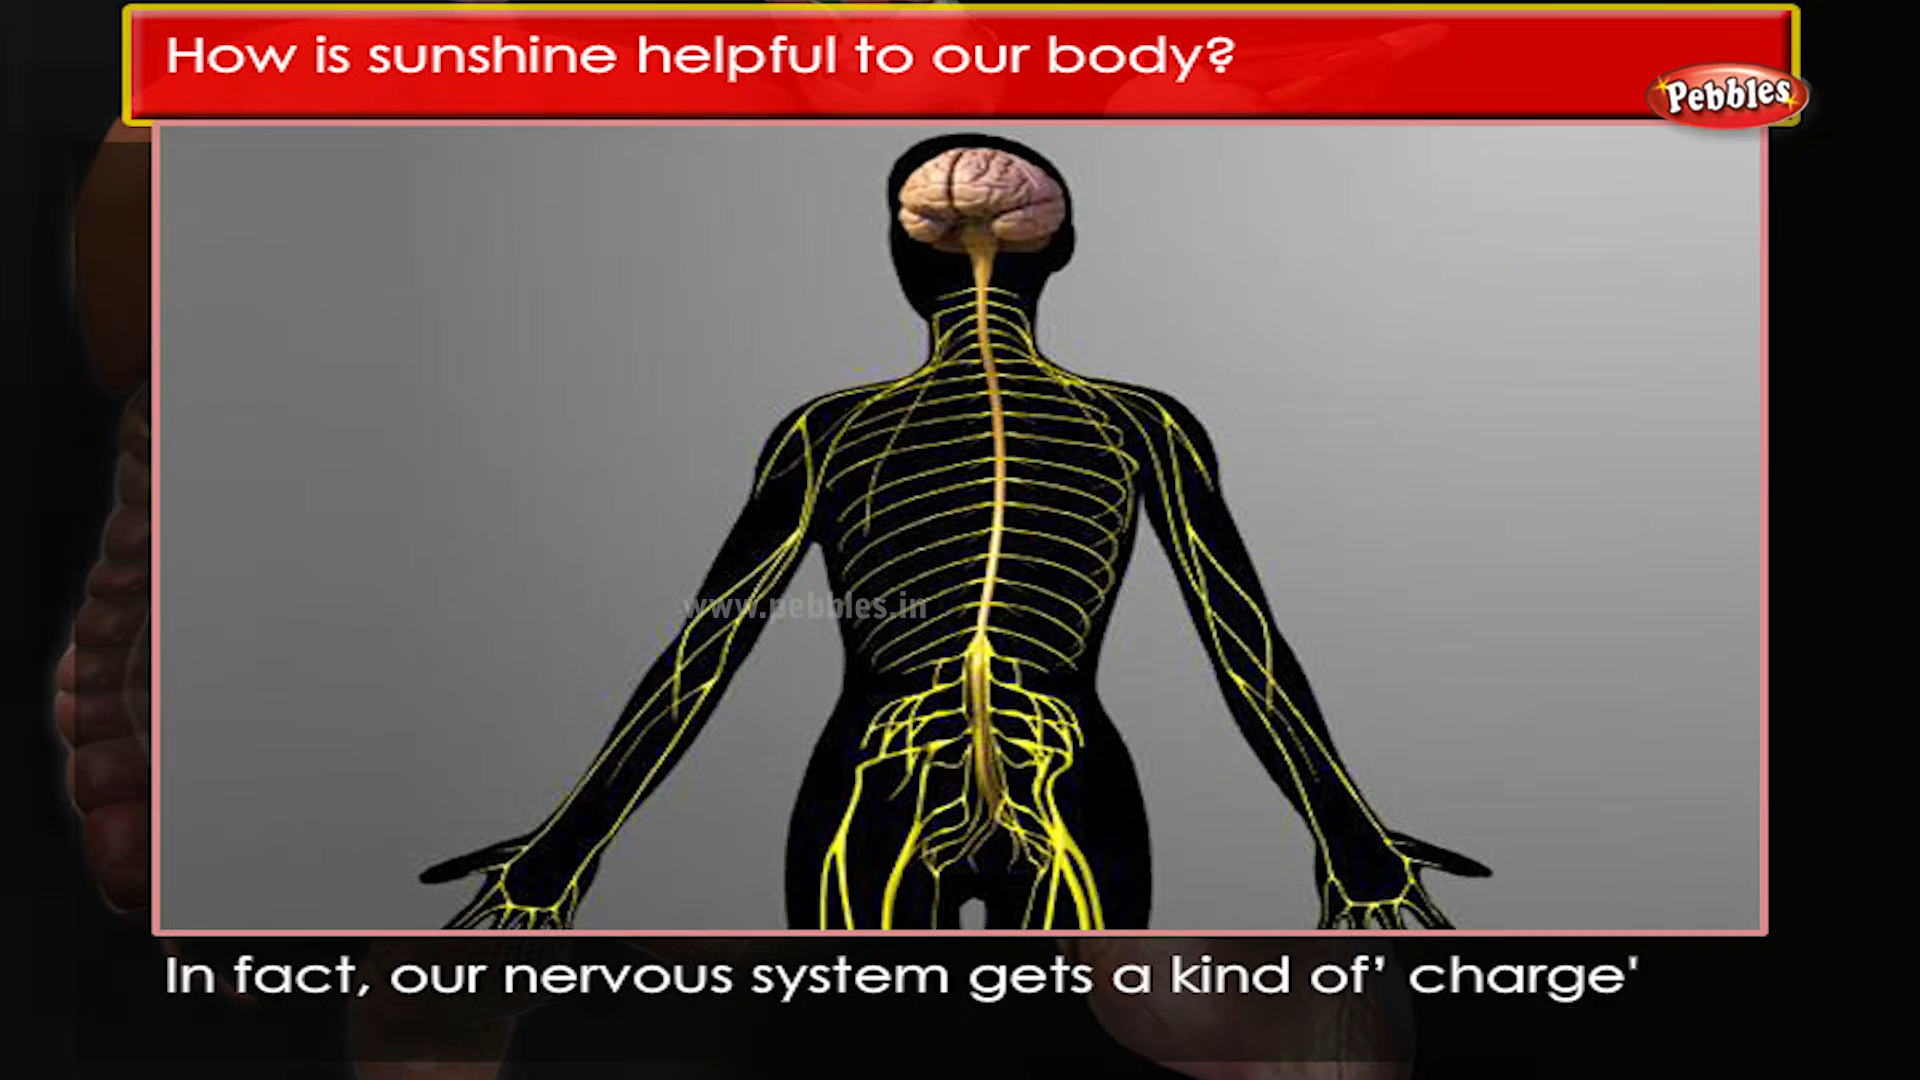 How is sunshine helpful to our body?
Pebbles
www.pebbles.in
In fact, our nervous system gets a kind of’ charge'